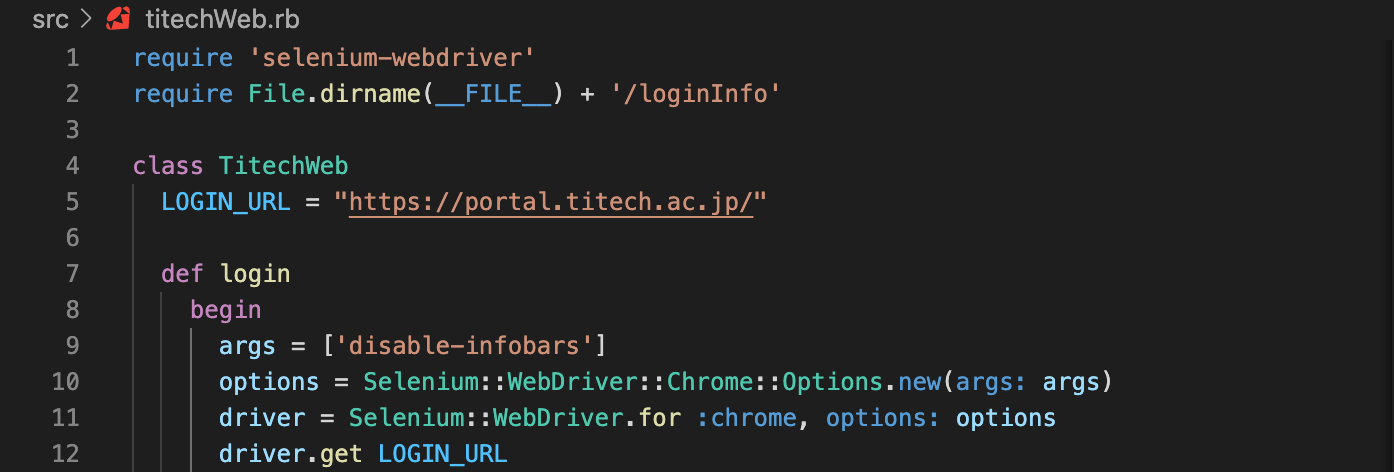 src > titechWeb.rb
1 require 'selenium-webdriver'
2 require File.dirname(__FILE__) + '/loginInfo'
3
4 class TitechWeb
5   LOGIN_URL = "https://portal.titech.ac.jp/"
6
7   def login
8     begin
9       args = ['disable-infobars']
10       options = Selenium::WebDriver::Chrome::Options.new(args: args)
11       driver = Selenium::WebDriver.for :chrome, options: options
12       driver.get LOGIN_URL